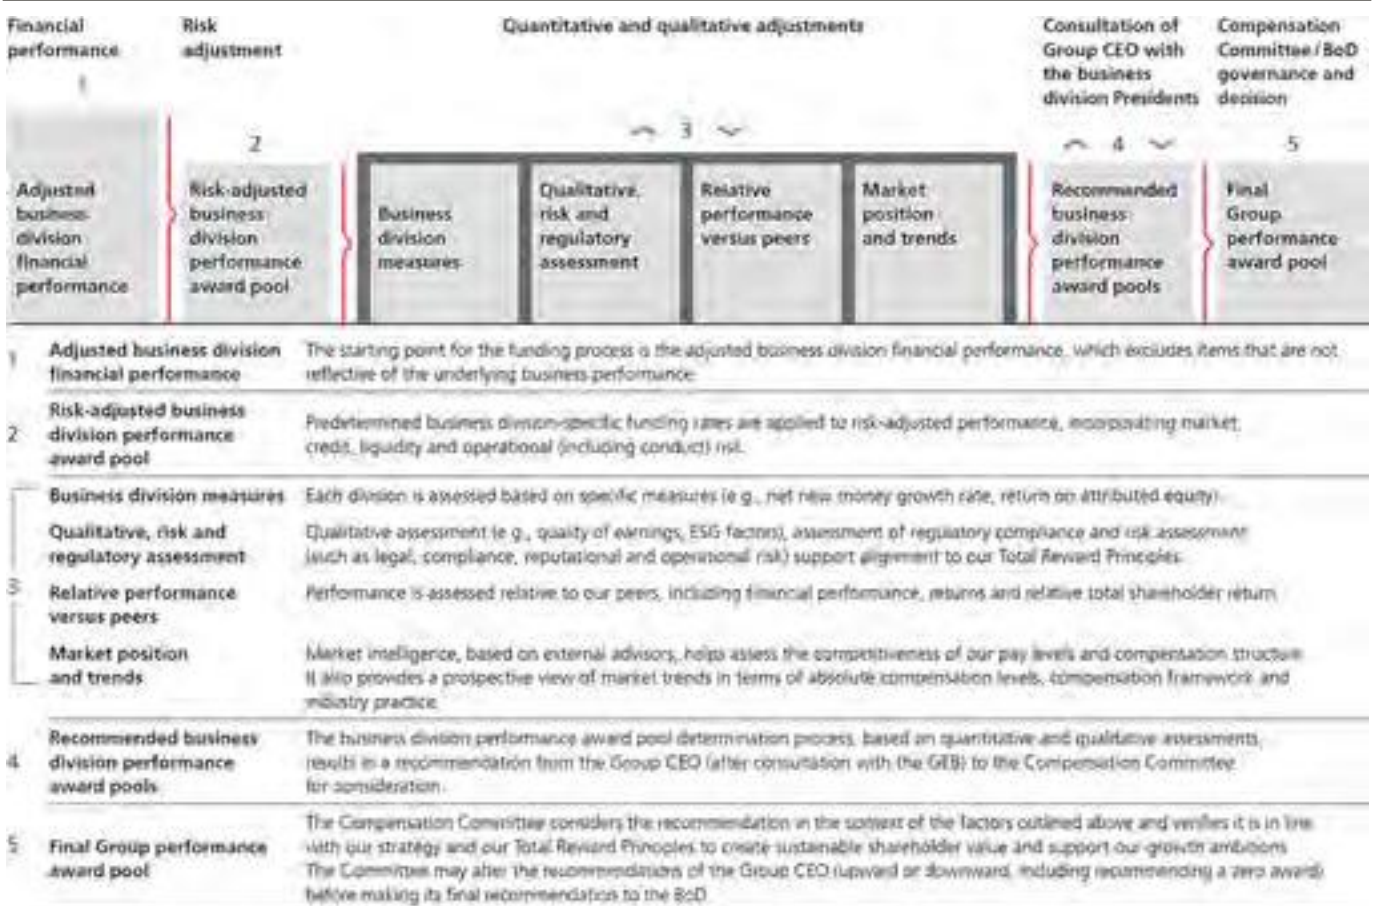 Financial
performance
Risk
adjustment
Quantitative and qualitative adjustments
Consultation of
Group CEO with
the business
division Presidents
Compensation
Committee/BoD
governance and
decision
1
2
3
4
5
Adjusted
business
division
financial
performance
Risk-adjusted
business
division
performance
award pool
Business
division
measures
Qualitative,
risk and
regulatory
assessment
Relative
performance
versus peers
Market
position
and trends
Recommended
business
division
performance
award pools
Final
Group
performance
award pool
1
Adjusted business division
financial performance
The starting point for the funding process is the adjusted business division financial performance, which excludes items that are not
reflective of the underlying business performance.
2
Risk-adjusted business
division performance
award pool
Predetermined business division-specific funding rates are applied to risk-adjusted performance, incorporating market,
credit, liquidity and operational (including conduct) risk.
3
Business division measures
Each division is assessed based on specific measures (e.g., net new money growth rate, return on attributed equity).
Qualitative, risk and
regulatory assessment
Qualitative assessment (e.g., quality of earnings, ESG factors), assessment of regulatory compliance and risk assessment
(such as legal, compliance, reputational and operational risk) support alignment to our Total Reward Principles.
Relative performance
versus peers
Performance is assessed relative to our peers, including financial performance, returns and relative total shareholder return.
Market position
and trends
Market intelligence, based on external advisors, helps assess the competitiveness of our pay levels and compensation structure.
It also provides a prospective view of market trends in terms of absolute compensation levels, compensation framework and
industry practice.
4
Recommended business
division performance
award pools
The business division performance award pool determination process, based on quantitative and qualitative assessments,
results in a recommendation from the Group CEO (after consultation with the GEB) to the Compensation Committee
for consideration.
5
Final Group performance
award pool
The Compensation Committee considers the recommendation in the context of the factors outlined above and verifies it is in line
with our strategy and our Total Reward Principles to create sustainable shareholder value and support our growth ambitions.
The Committee may alter the recommendations of the Group CEO (upward or downward, including recommending a zero award)
before making its final recommendation to the BoD.